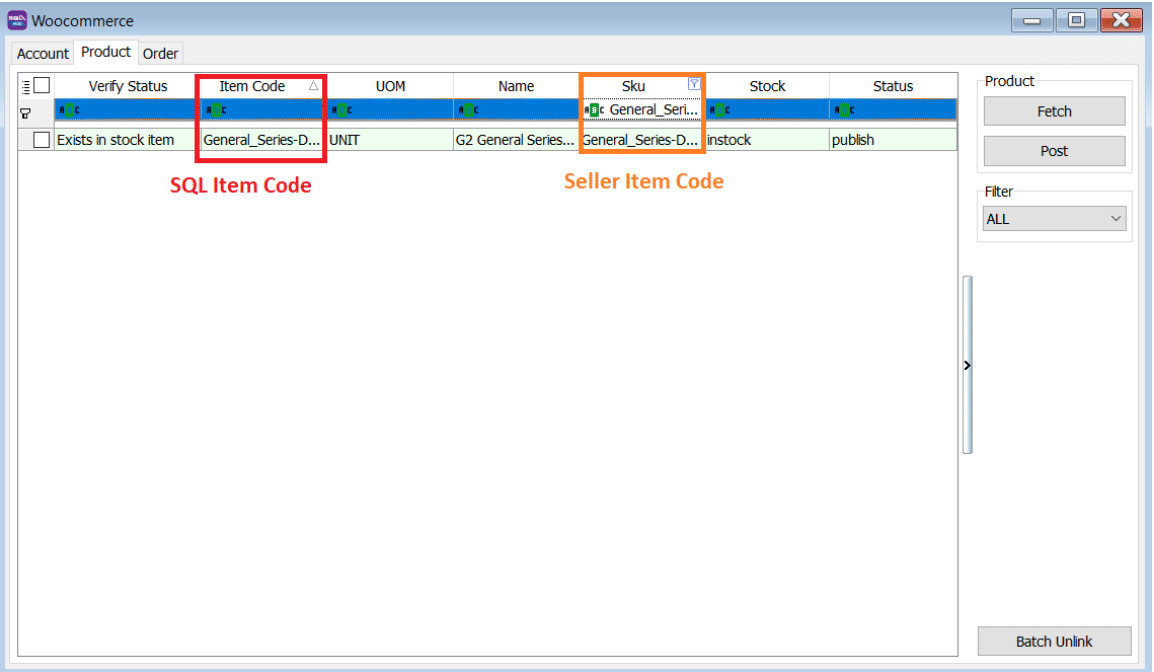 Woocommerce
Account Product Order
Verify Status Item Code UOM Name Sku Stock Status
General_Seri...
Exists in stock item General_Series-D... UNIT G2 General Series... General_Series-D... instock publish
SQL Item Code
Seller Item Code
Product
Fetch
Post
Filter
ALL
Batch Unlink